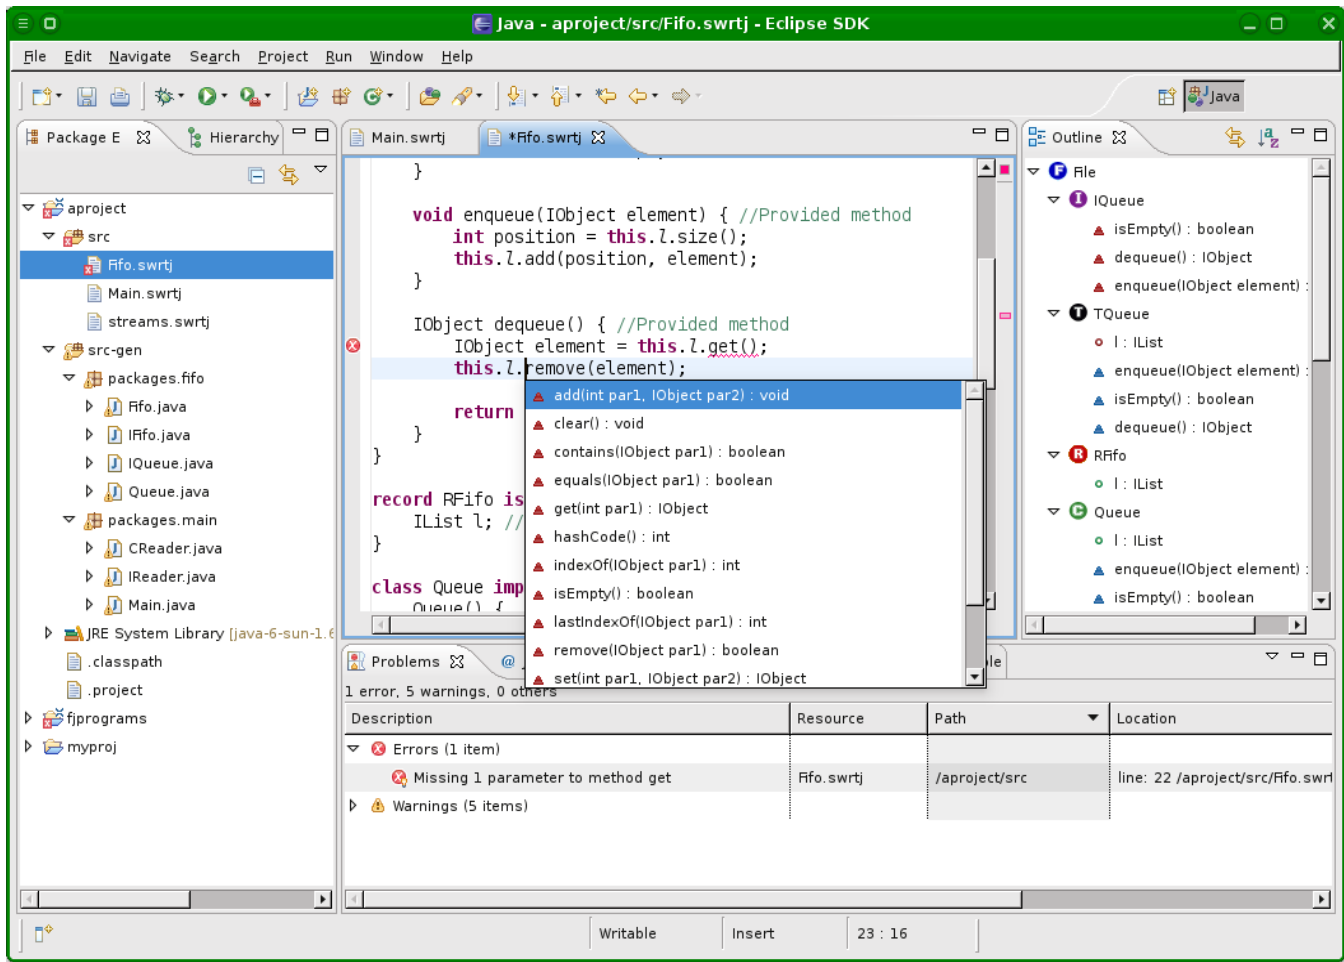 Java - aproject/src/Fifo.swrtj - Eclipse SDK
File Edit Navigate Search Project Run Window Help
Java
Package E
Hierarchy
aproject
src
Fifo.swrtj
Main.swrtj
streams.swrtj
src-gen
packages.fifo
Fifo.java
IFifo.java
IQueue.java
Queue.java
packages.main
CReader.java
IReader.java
Main.java
JRE System Library [java-6-sun-1.6
.classpath
.project
fjprograms
myproj
Main.swrtj
*Fifo.swrtj
}
void enqueue(IObject element) { //Provided method
int position = this.l.size();
this.l.add(position, element);
}
IObject dequeue() { //Provided method
IObject element = this.l.get();
this.l.remove(element);
return
}
}
record RFifo is
IList l; //
}
class Queue imp
Queue() {
add(int par1, IObject par2) : void
clear() : void
contains(IObject par1) : boolean
equals(IObject par1) : boolean
get(int par1) : IObject
hashCode() : int
indexOf(IObject par1) : int
isEmpty() : boolean
lastIndexOf(IObject par1) : int
remove(IObject par1) : boolean
set(int par1, IObject par2) : IObject
Outline
File
IQueue
isEmpty() : boolean
dequeue() : IObject
enqueue(IObject element) :
TQueue
l : IList
enqueue(IObject element) :
isEmpty() : boolean
dequeue() : IObject
RFifo
l : IList
Queue
l : IList
enqueue(IObject element) :
isEmpty() : boolean
Problems @
1 error, 5 warnings, 0 others
Description Resource Path Location
Errors (1 item)
Missing 1 parameter to method get Fifo.swrtj /aproject/src line: 22 /aproject/src/Fifo.swrt
Warnings (5 items)
Writable Insert 23 : 16